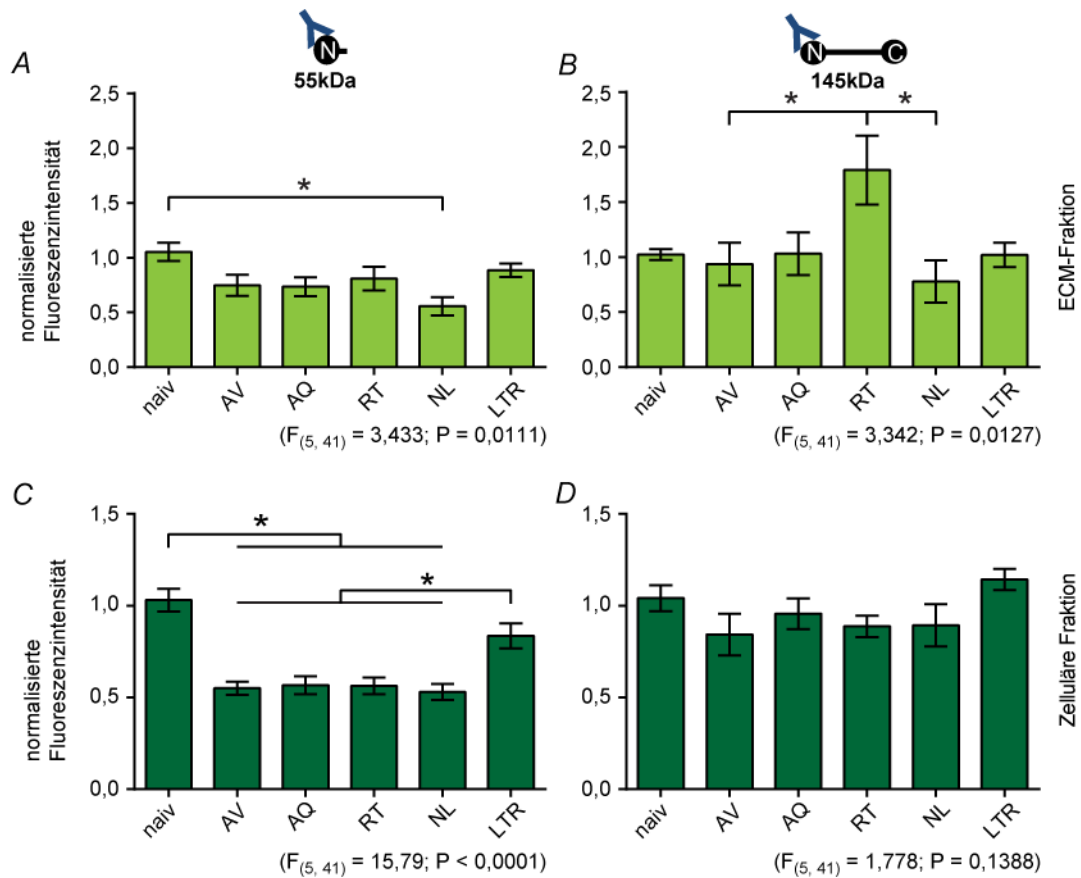 N
55kDa
N C
145kDa
A
2,5
2,0
1,5
1,0
0,5
0,0
normalisierte
Fluoreszenzintensität
*
naiv AV AQ RT NL LTR
(F(5, 41) = 3,433; P = 0,0111)
B
2,5
2,0
1,5
1,0
0,5
0,0
* *
naiv AV AQ RT NL LTR
(F(5, 41) = 3,342; P = 0,0127)
ECM-Fraktion
C
1,5
1,0
0,5
0,0
normalisierte
Fluoreszenzintensität
*
*
naiv AV AQ RT NL LTR
(F(5, 41) = 15,79; P < 0,0001)
D
1,5
1,0
0,5
0,0
naiv AV AQ RT NL LTR
(F(5, 41) = 1,778; P = 0,1388)
Zelluläre Fraktion